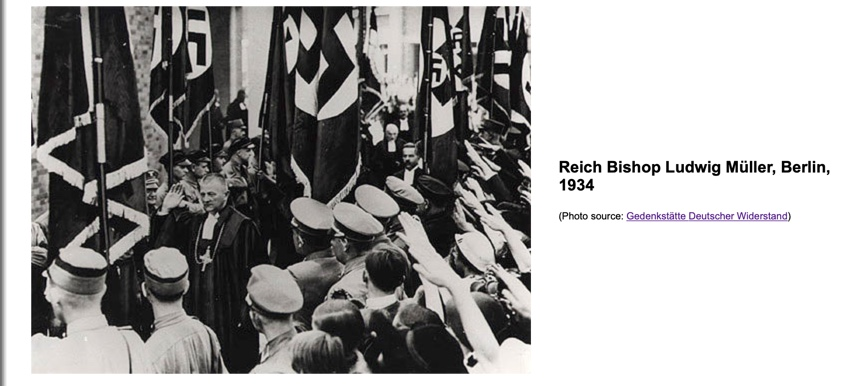 Reich Bishop Ludwig Müller, Berlin,
1934
(Photo source: Gedenkstätte Deutscher Widerstand)